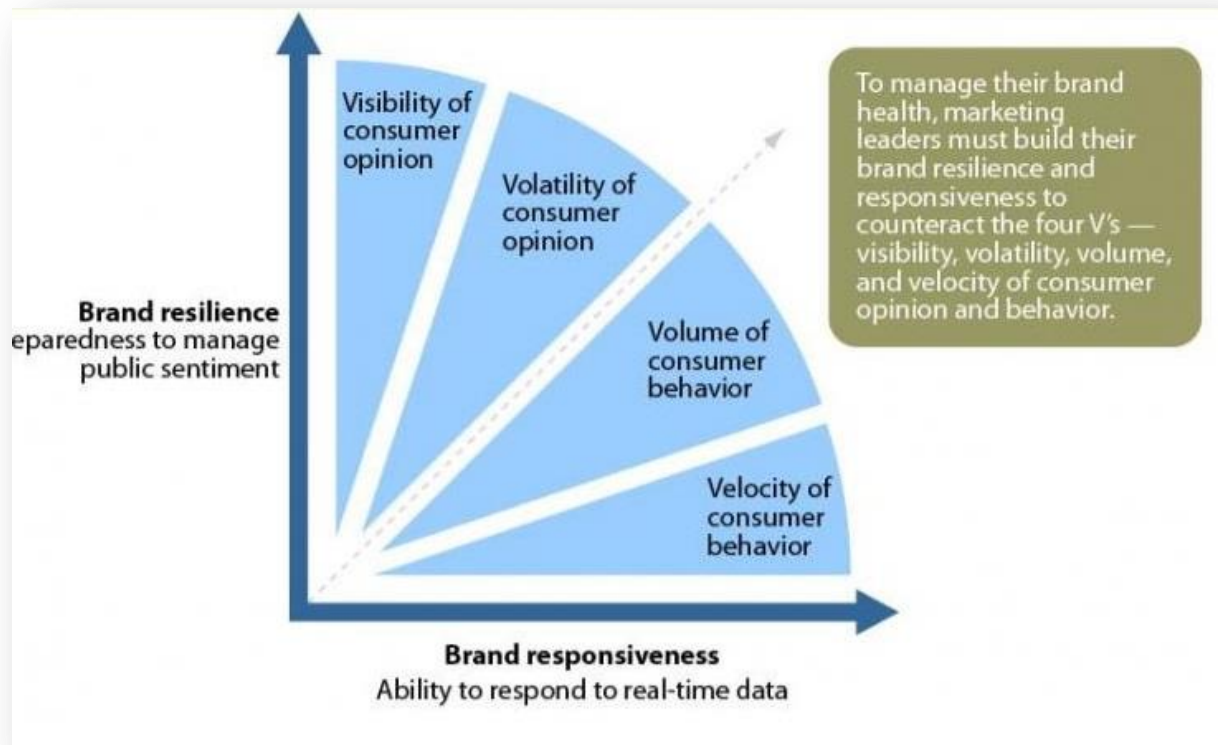 Visibility of
consumer
opinion
Volatility of
consumer
opinion
Volume of
consumer
behavior
Velocity of
consumer
behavior
To manage their brand
health, marketing
leaders must build their
brand resilience and
responsiveness to
counteract the four V’s —
visibility, volatility, volume,
and velocity of consumer
opinion and behavior.
Brand resilience
eparedness to manage
public sentiment
Brand responsiveness
Ability to respond to real-time data